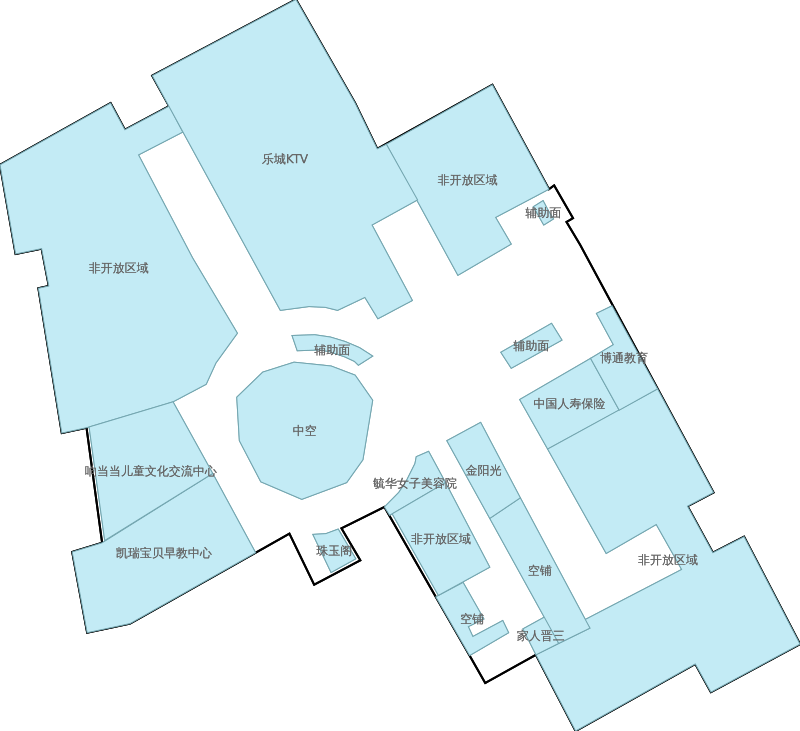 乐城KTV
非开放区域
辅助面
非开放区域
辅助面
辅助面
博通教育
中国人寿保险
中空
响当当儿童文化交流中心
金阳光
毓华女子美容院
非开放区域
珠玉阁
凯瑞宝贝早教中心
非开放区域
空铺
空铺
家人晋三